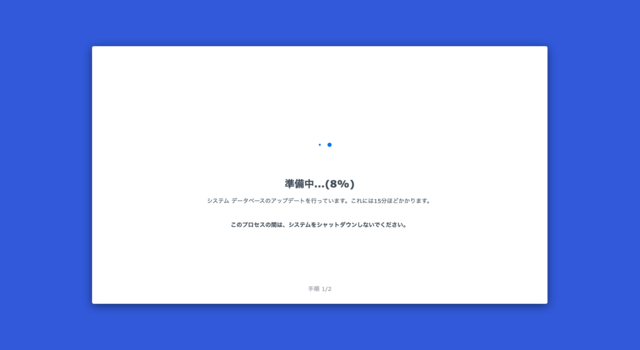 準備中...(8%)
システム データベースのアップデートを行っています。これには15分ほどかかります。
このプロセスの間は、システムをシャットダウンしないでください。
手順 1/2